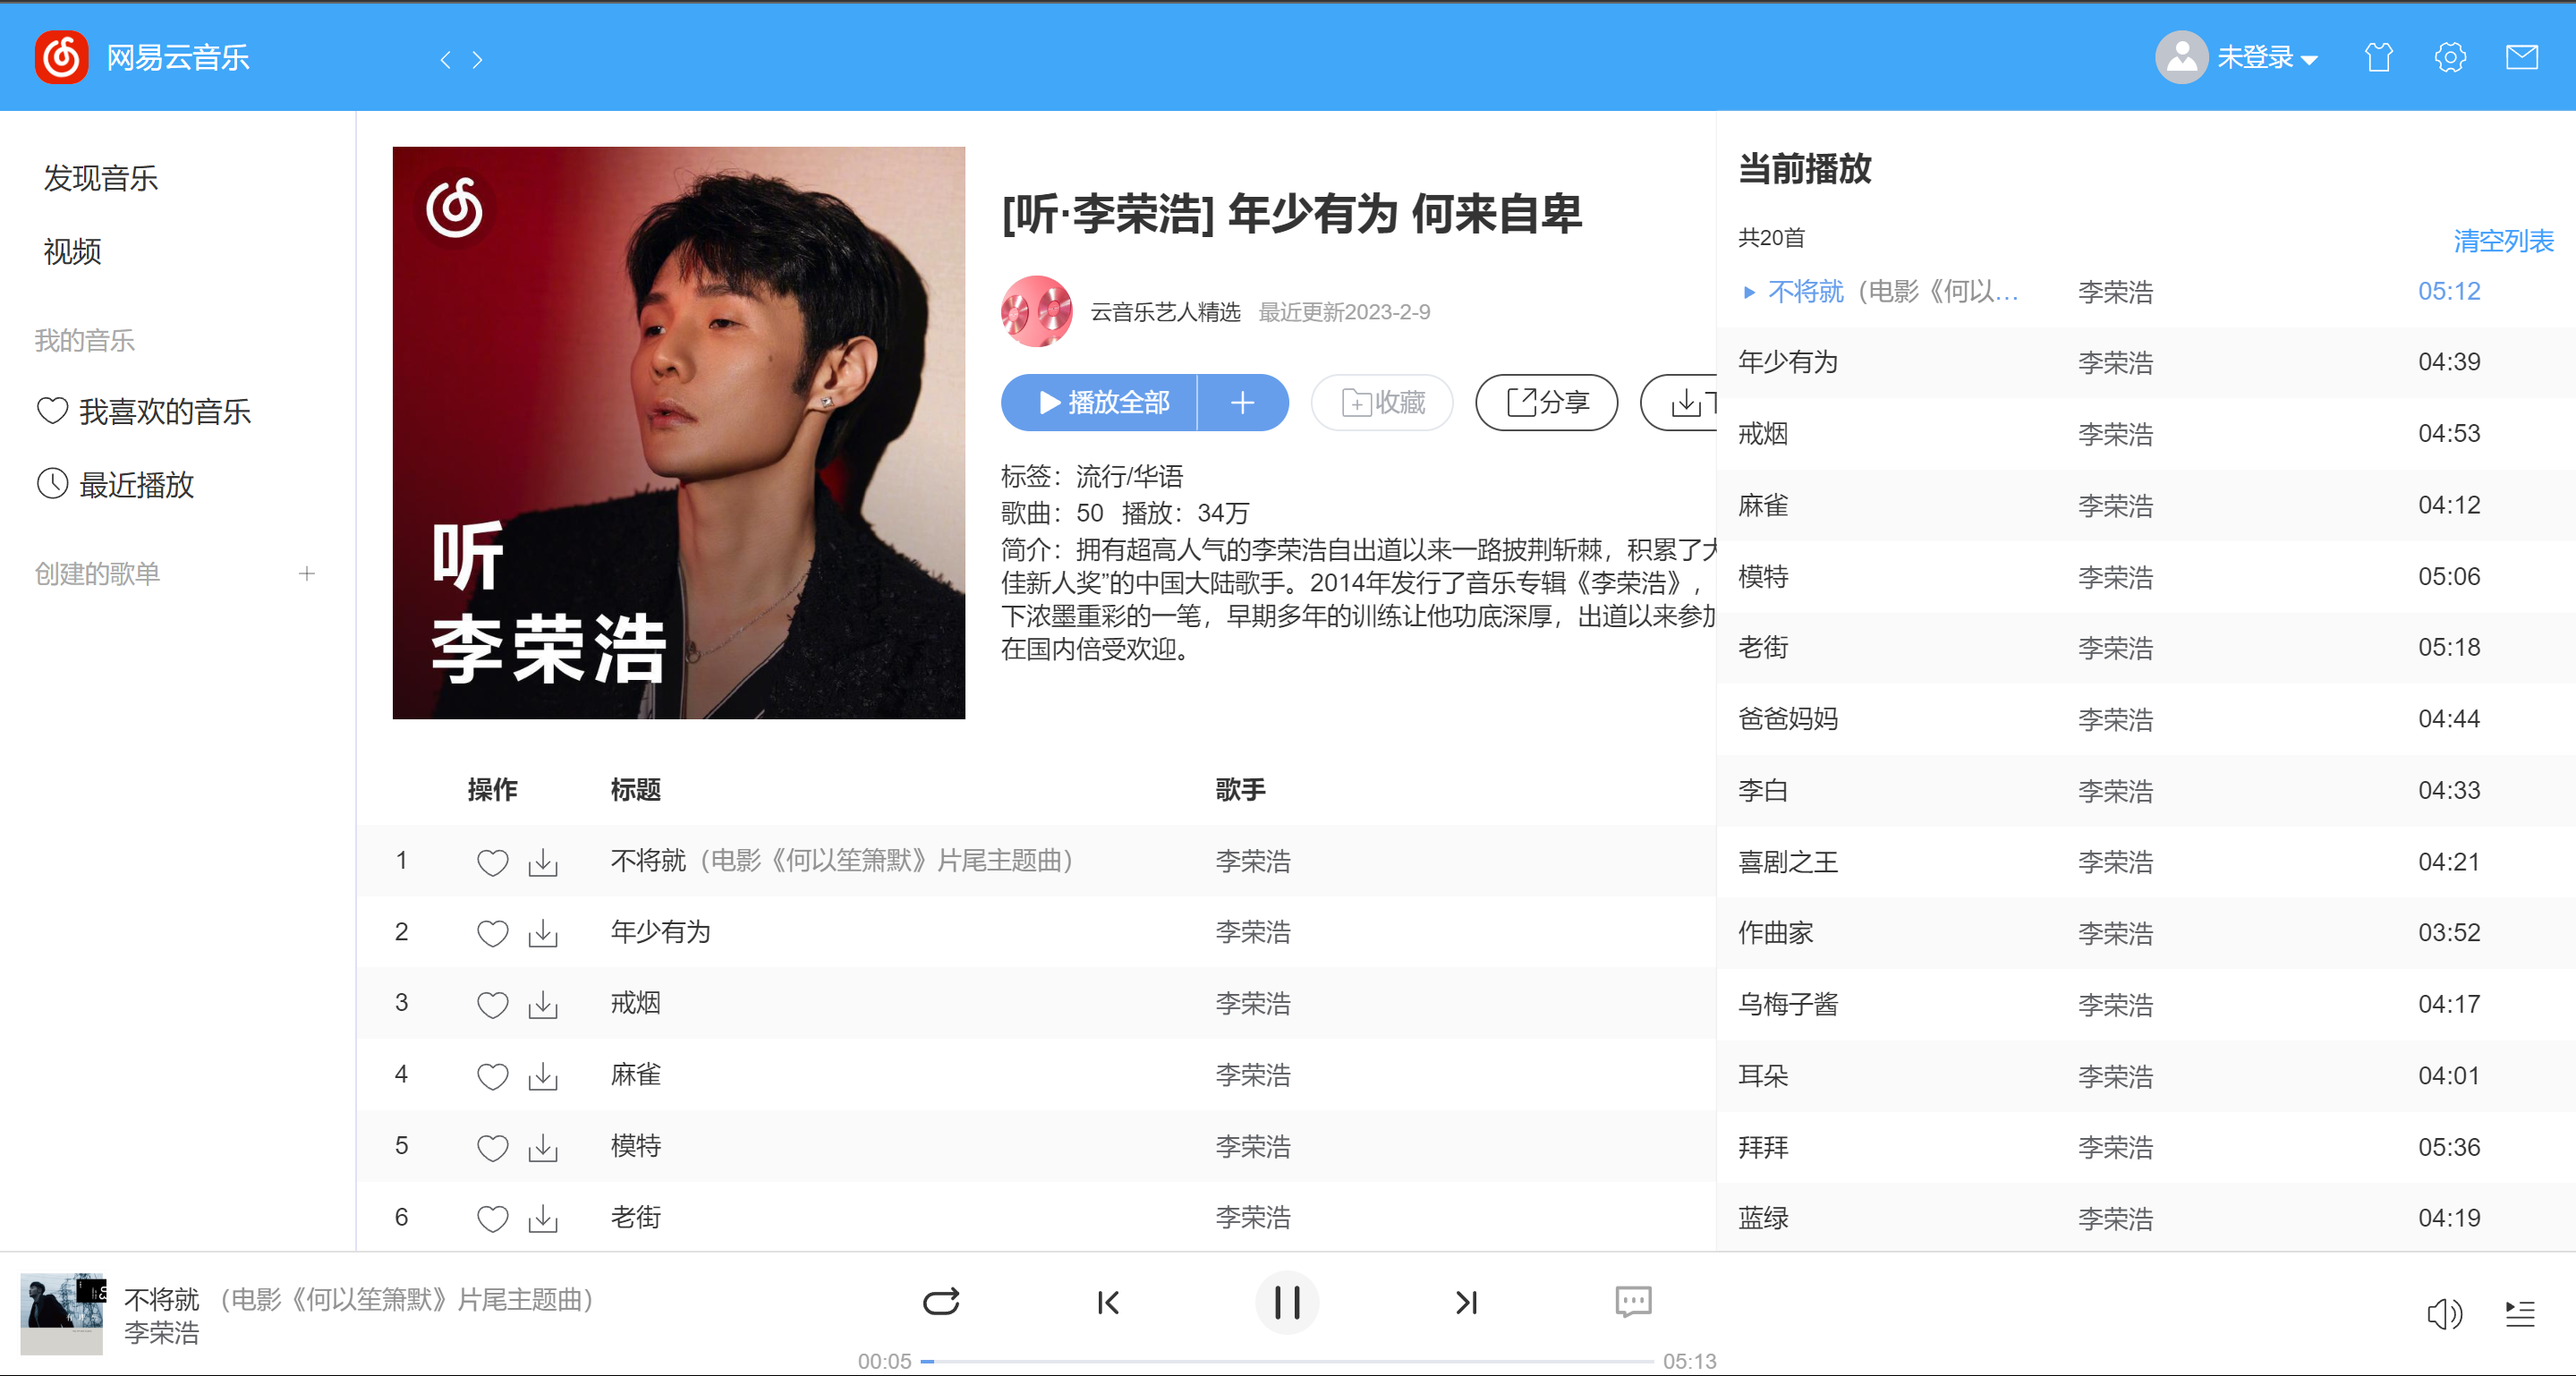 网易云音乐
未登录
发现音乐
视频
我的音乐
我喜欢的音乐
最近播放
创建的歌单
听
李荣浩
[听·李荣浩] 年少有为 何来自卑
云音乐艺人精选 最近更新2023-2-9
播放全部 收藏 分享
标签：流行/华语
歌曲：50 播放：34万
简介：拥有超高人气的李荣浩自出道以来一路披荆斩棘，积累了
佳新人奖”的中国大陆歌手。2014年发行了音乐专辑《李荣浩》，
下浓墨重彩的一笔，早期多年的训练让他功底深厚，出道以来参加
在国内倍受欢迎。
操作 标题 歌手
1 不将就（电影《何以笙箫默》片尾主题曲） 李荣浩
2 年少有为 李荣浩
3 戒烟 李荣浩
4 麻雀 李荣浩
5 模特 李荣浩
6 老街 李荣浩
当前播放
共20首 清空列表
不将就（电影《何以… 李荣浩 05:12
年少有为 李荣浩 04:39
戒烟 李荣浩 04:53
麻雀 李荣浩 04:12
模特 李荣浩 05:06
老街 李荣浩 05:18
爸爸妈妈 李荣浩 04:44
李白 李荣浩 04:33
喜剧之王 李荣浩 04:21
作曲家 李荣浩 03:52
乌梅子酱 李荣浩 04:17
耳朵 李荣浩 04:01
拜拜 李荣浩 05:36
蓝绿 李荣浩 04:19
不将就（电影《何以笙箫默》片尾主题曲）
李荣浩
00:05 05:13